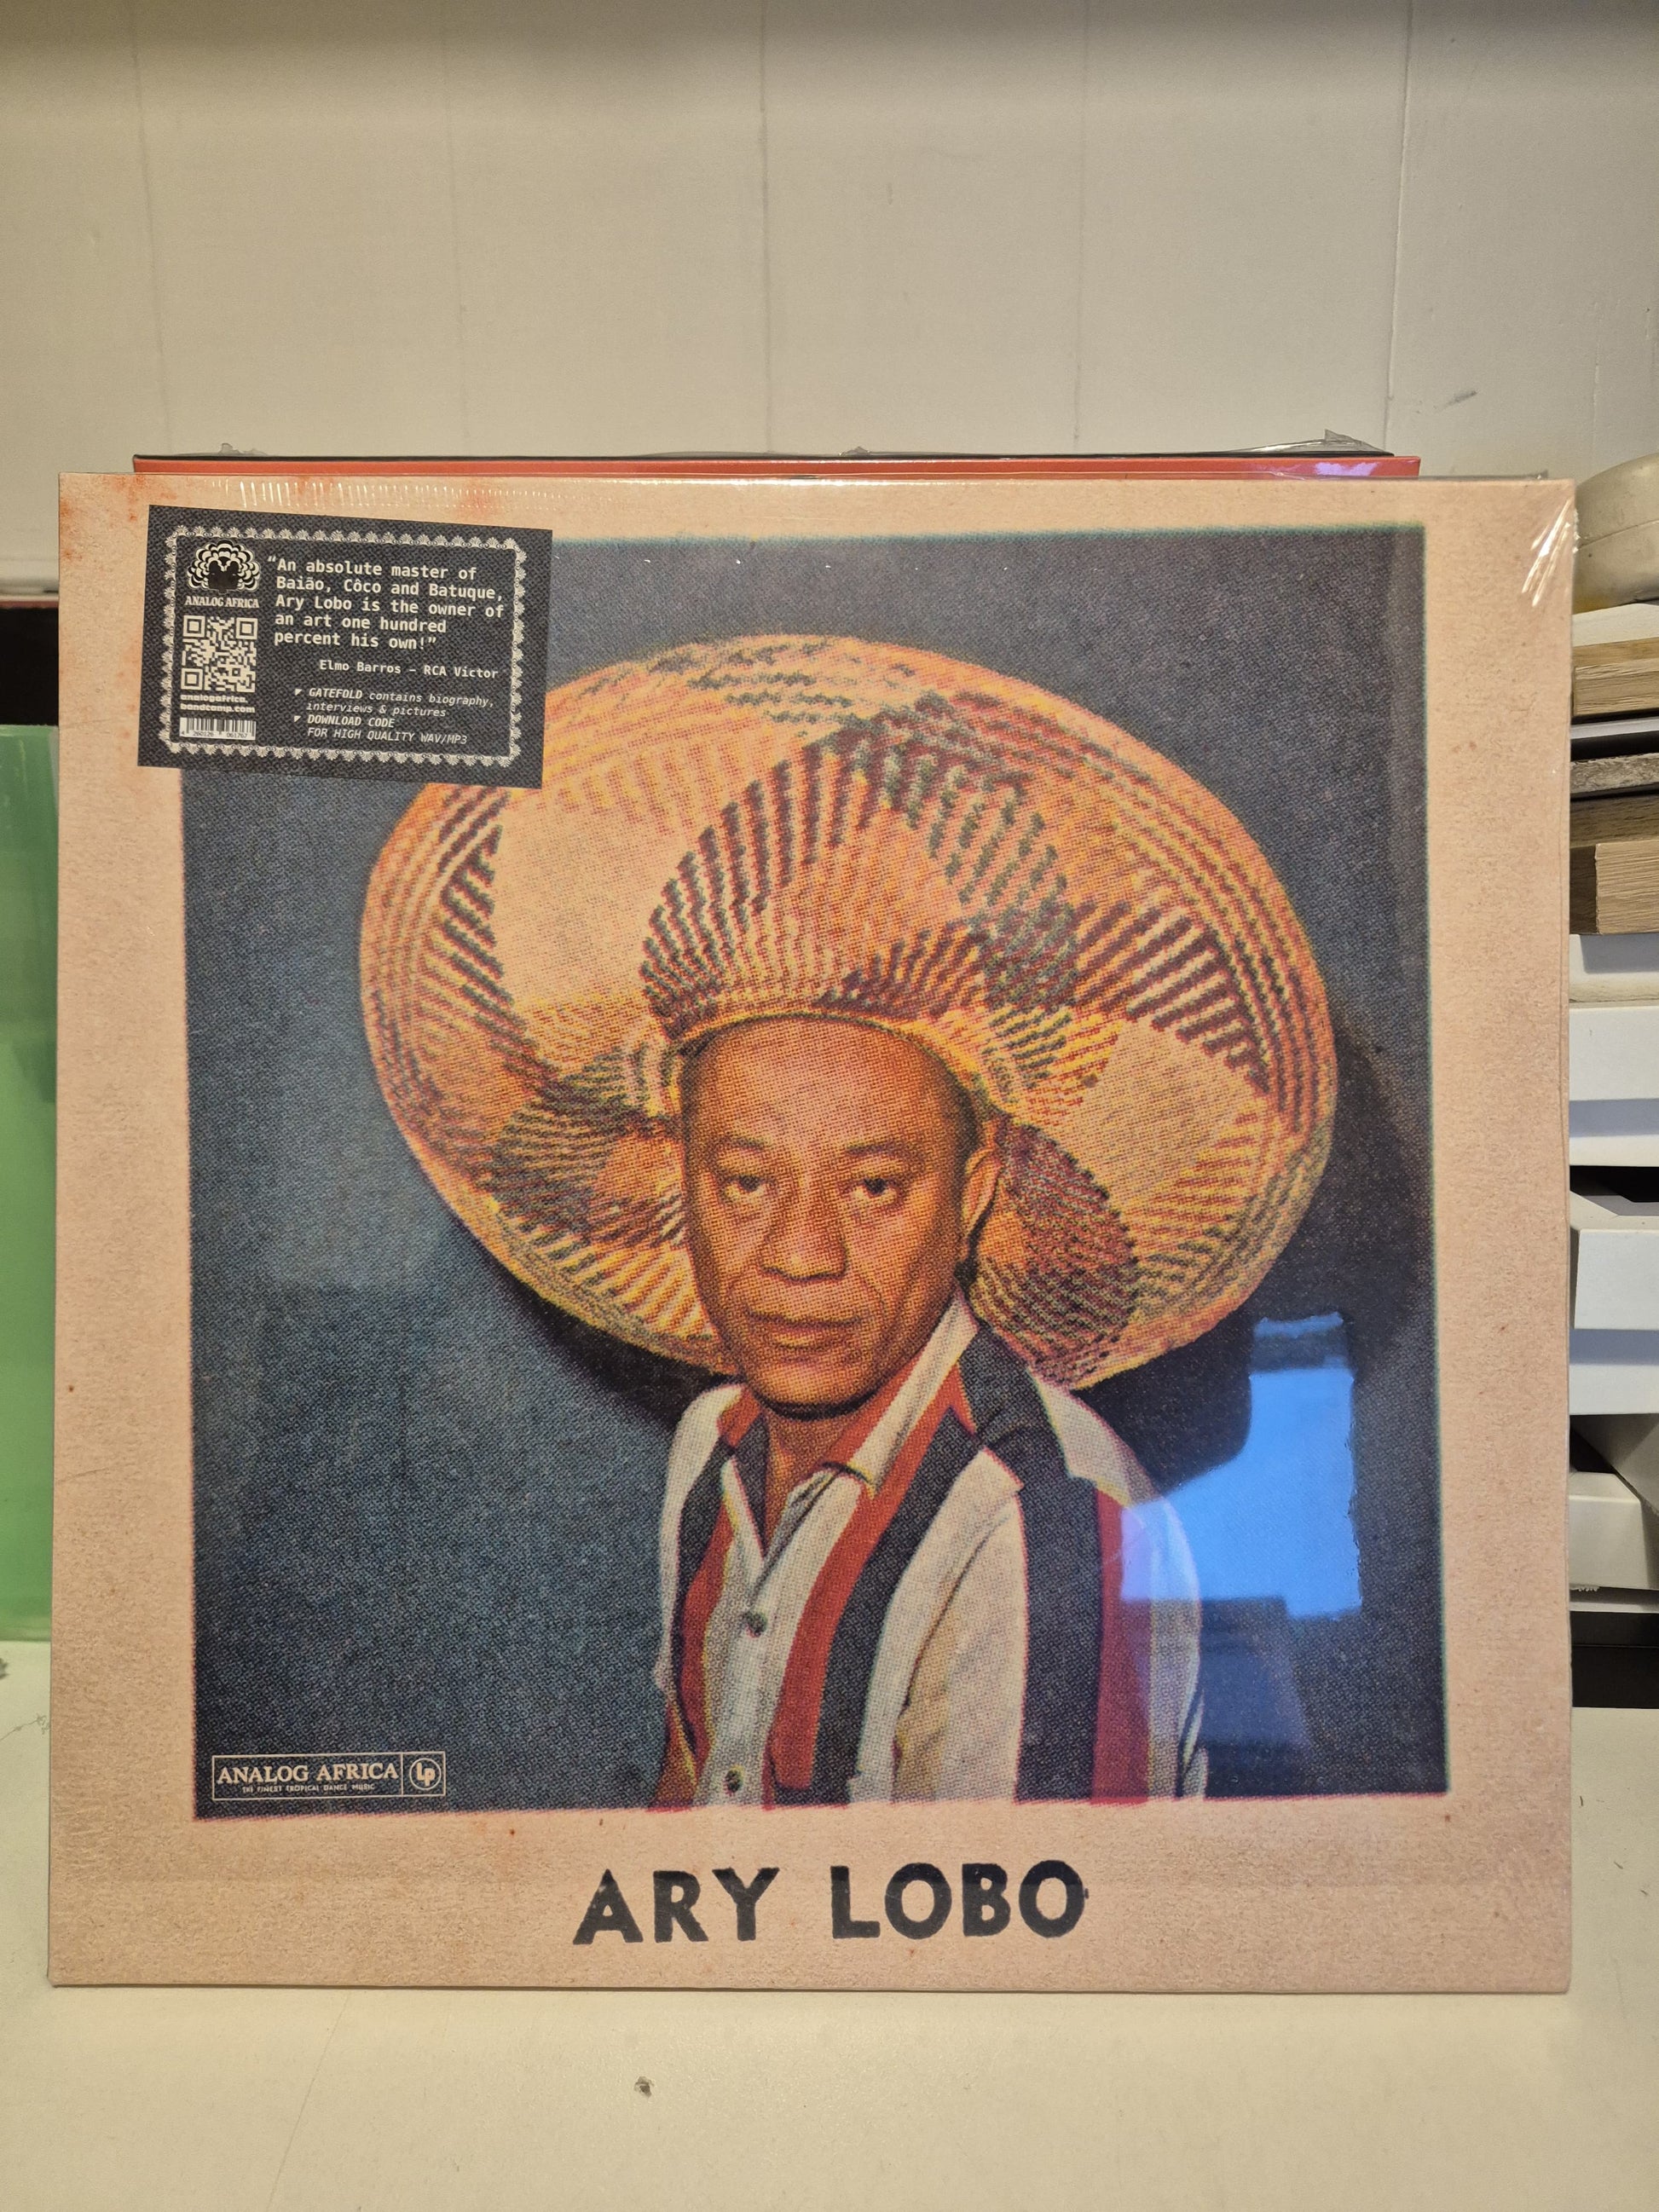 ANALOG AFRICA
“An absolute master of
Baião, Côco and Batuque,
Ary Lobo is the owner of
an art one hundred
percent his own!”
Elmo Barros – RCA Victor
GATEFOLD contains biography,
interviews & pictures
DOWNLOAD CODE
FOR HIGH QUALITY WAV/MP3
analogafrica.
bandcamp.com
ANALOG AFRICA LP
THE FINEST TROPICAL DANCE MUSIC
ARY LOBO